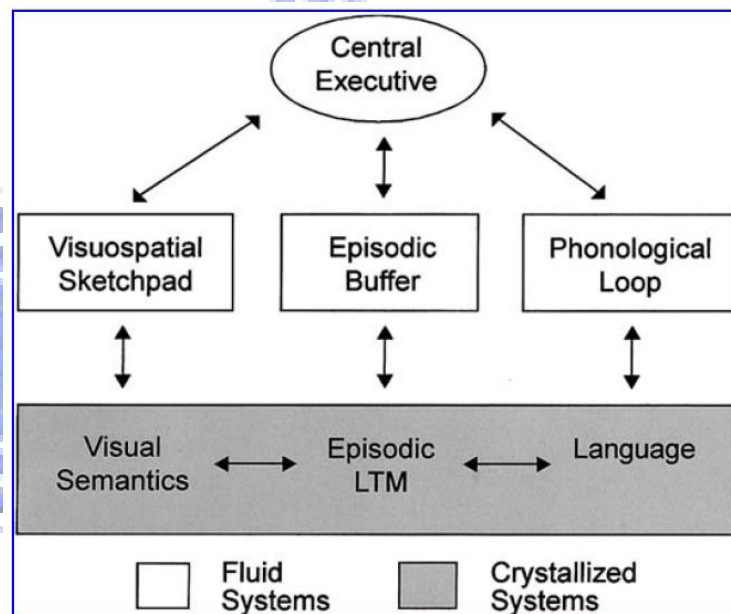 Central
Executive
Visuospatial
Sketchpad
Episodic
Buffer
Phonological
Loop
Visual
Semantics
Episodic
LTM
Language
Fluid
Systems
Crystallized
Systems